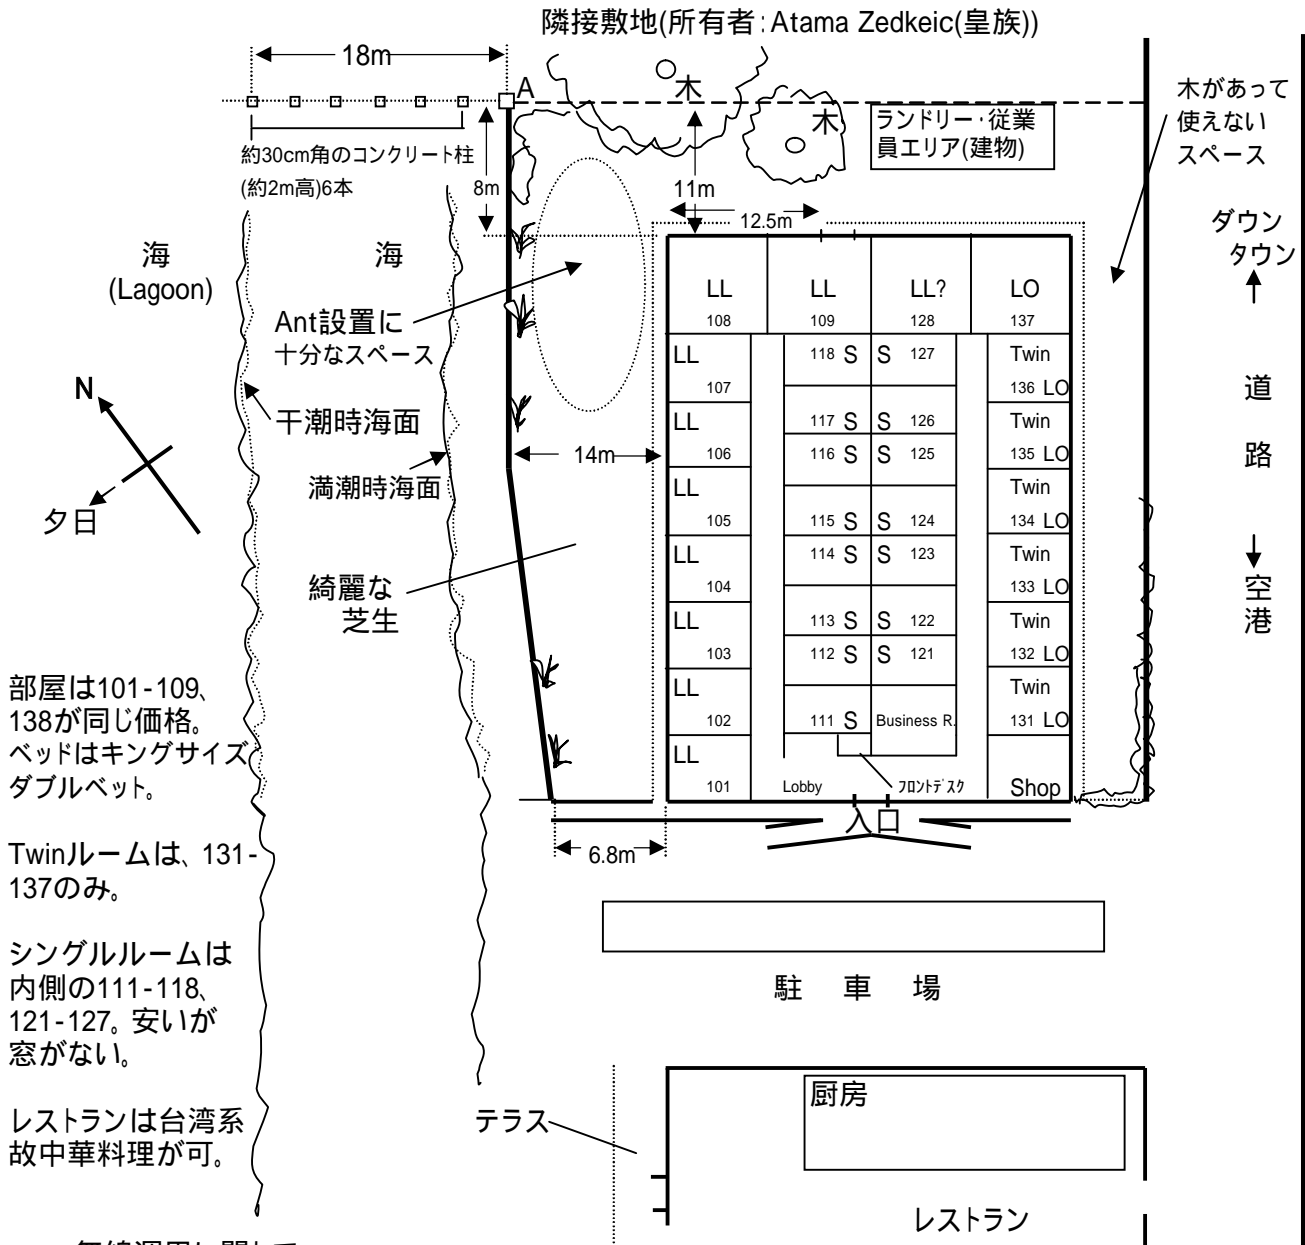 隣接敷地(所有者:Atama Zedkeic(皇族))
18m
A
木
木
ランドリー・従業
員エリア(建物)
木があって
使えない
スペース
約30cm角のコンクリート柱
(約2m高)6本
8m
11m
12.5m
ダウン
タウン
海
(Lagoon)
海
Ant設置に
十分なスペース
LL
108
LL
109
LL?
128
LO
137
LL
107
118 S
S 127
Twin
136 LO
N
干潮時海面
道
路
LL
106
117 S
S 126
Twin
135 LO
116 S
S 125
14m
満潮時海面
夕日
LL
105
115 S
S 124
Twin
134 LO
LL
104
114 S
S 123
Twin
133 LO
空
港
綺麗な
芝生
LL
103
113 S
S 122
Twin
132 LO
112 S
S 121
LL
102
111 S
Business R.
Twin
131 LO
LL
101
Lobby
フロントデスク
Shop
入口
6.8m
部屋は101-109、
138が同じ価格。
ベッドはキングサイズ
ダブルベット。
Twinルームは、131-
137のみ。
シングルルームは
内側の111-118、
121-127。安いが
窓がない。
レストランは台湾系
故中華料理が可。
駐 車 場
厨房
テラス
レストラン